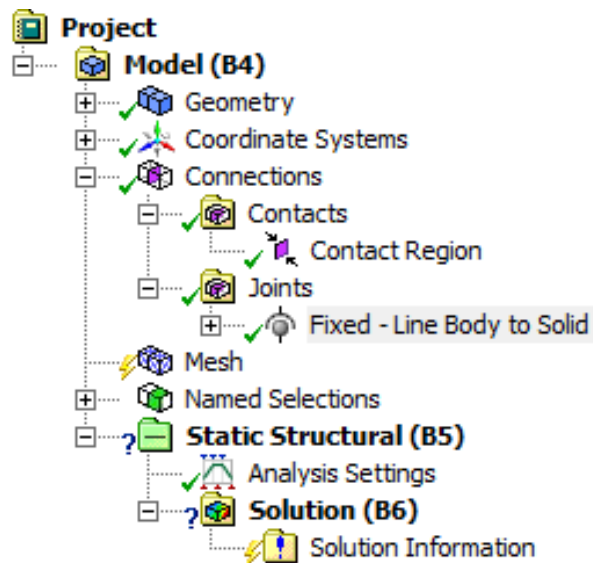 Project
Model (B4)
Geometry
Coordinate Systems
Connections
Contacts
Contact Region
Joints
Fixed - Line Body to Solid
Mesh
Named Selections
Static Structural (B5)
Analysis Settings
Solution (B6)
Solution Information